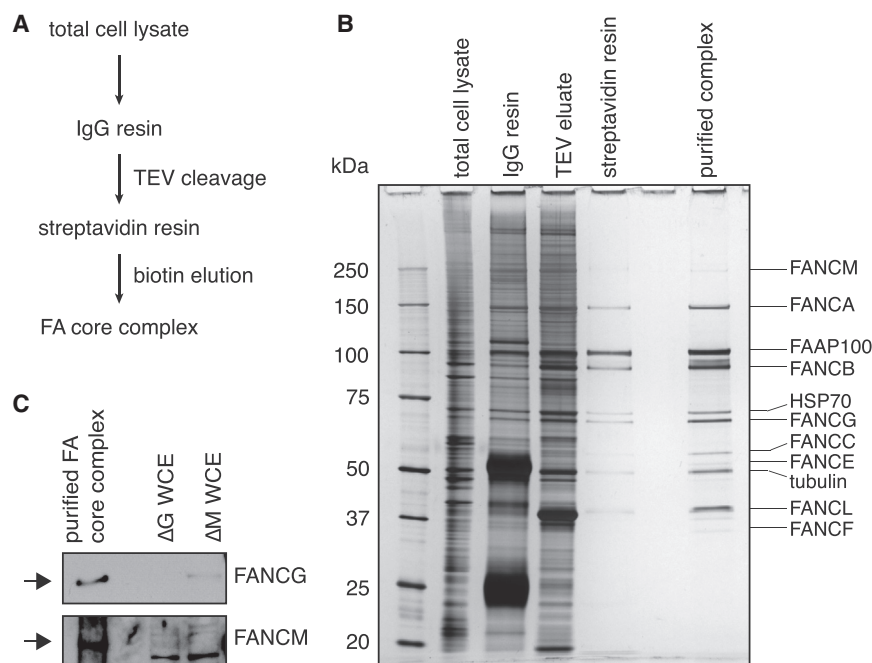 A
total cell lysate
IgG resin
TEV cleavage
streptavidin resin
biotin elution
FA core complex
B
total cell lysate
IgG resin
TEV eluate
streptavidin resin
purified complex
kDa
250
150
100
75
50
37
25
20
FANCM
FANCA
FAAP100
FANCB
HSP70
FANCG
FANCC
FANCE
tubulin
FANCL
FANCF
C
purified FA
core complex
ΔG WCE
ΔM WCE
FANCG
FANCM